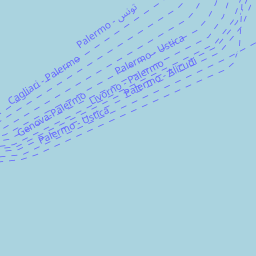 Palermo - تونس
Cagliari - Palermo
Palermo - Ustica
Genova-Palermo
Livorno - Palermo
Palermo - Alicudi
Palermo - Ustica